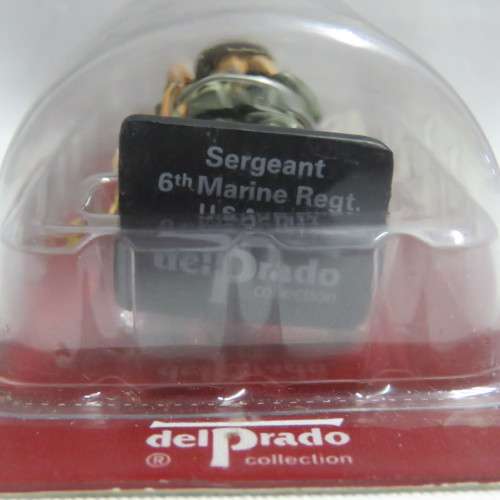 Sergeant
6th Marine Regt.
U.S.
delprado
collection
delprado
® collection